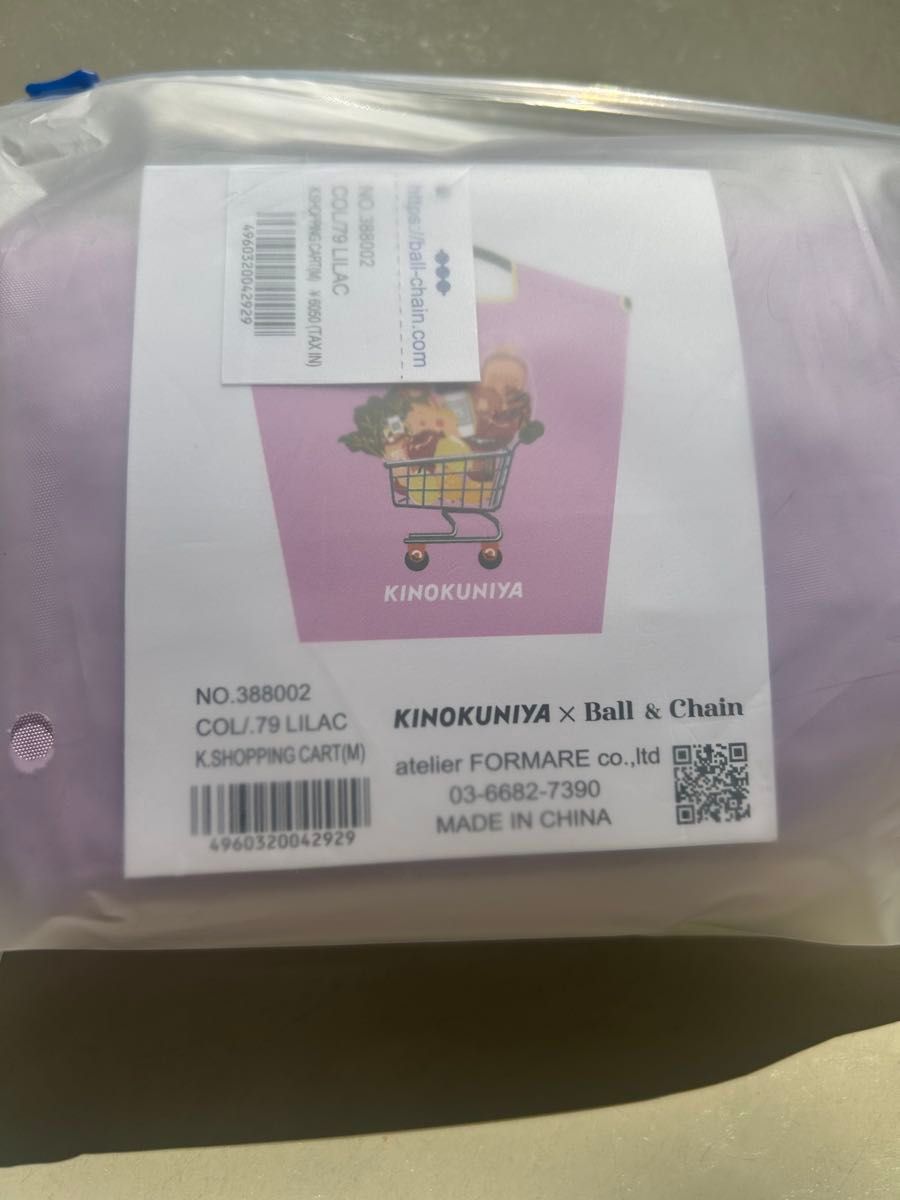 https://ball-chain.com
NO.388002
COL/.79 LILAC
K.SHOPPING CART(M) ¥6050 (TAX IN)
4960320042929
KINOKUNIYA
NO.388002
COL/.79 LILAC
K.SHOPPING CART(M)
4960320042929
KINOKUNIYA × Ball & Chain
atelier FORMARE co.,ltd
03-6682-7390
MADE IN CHINA